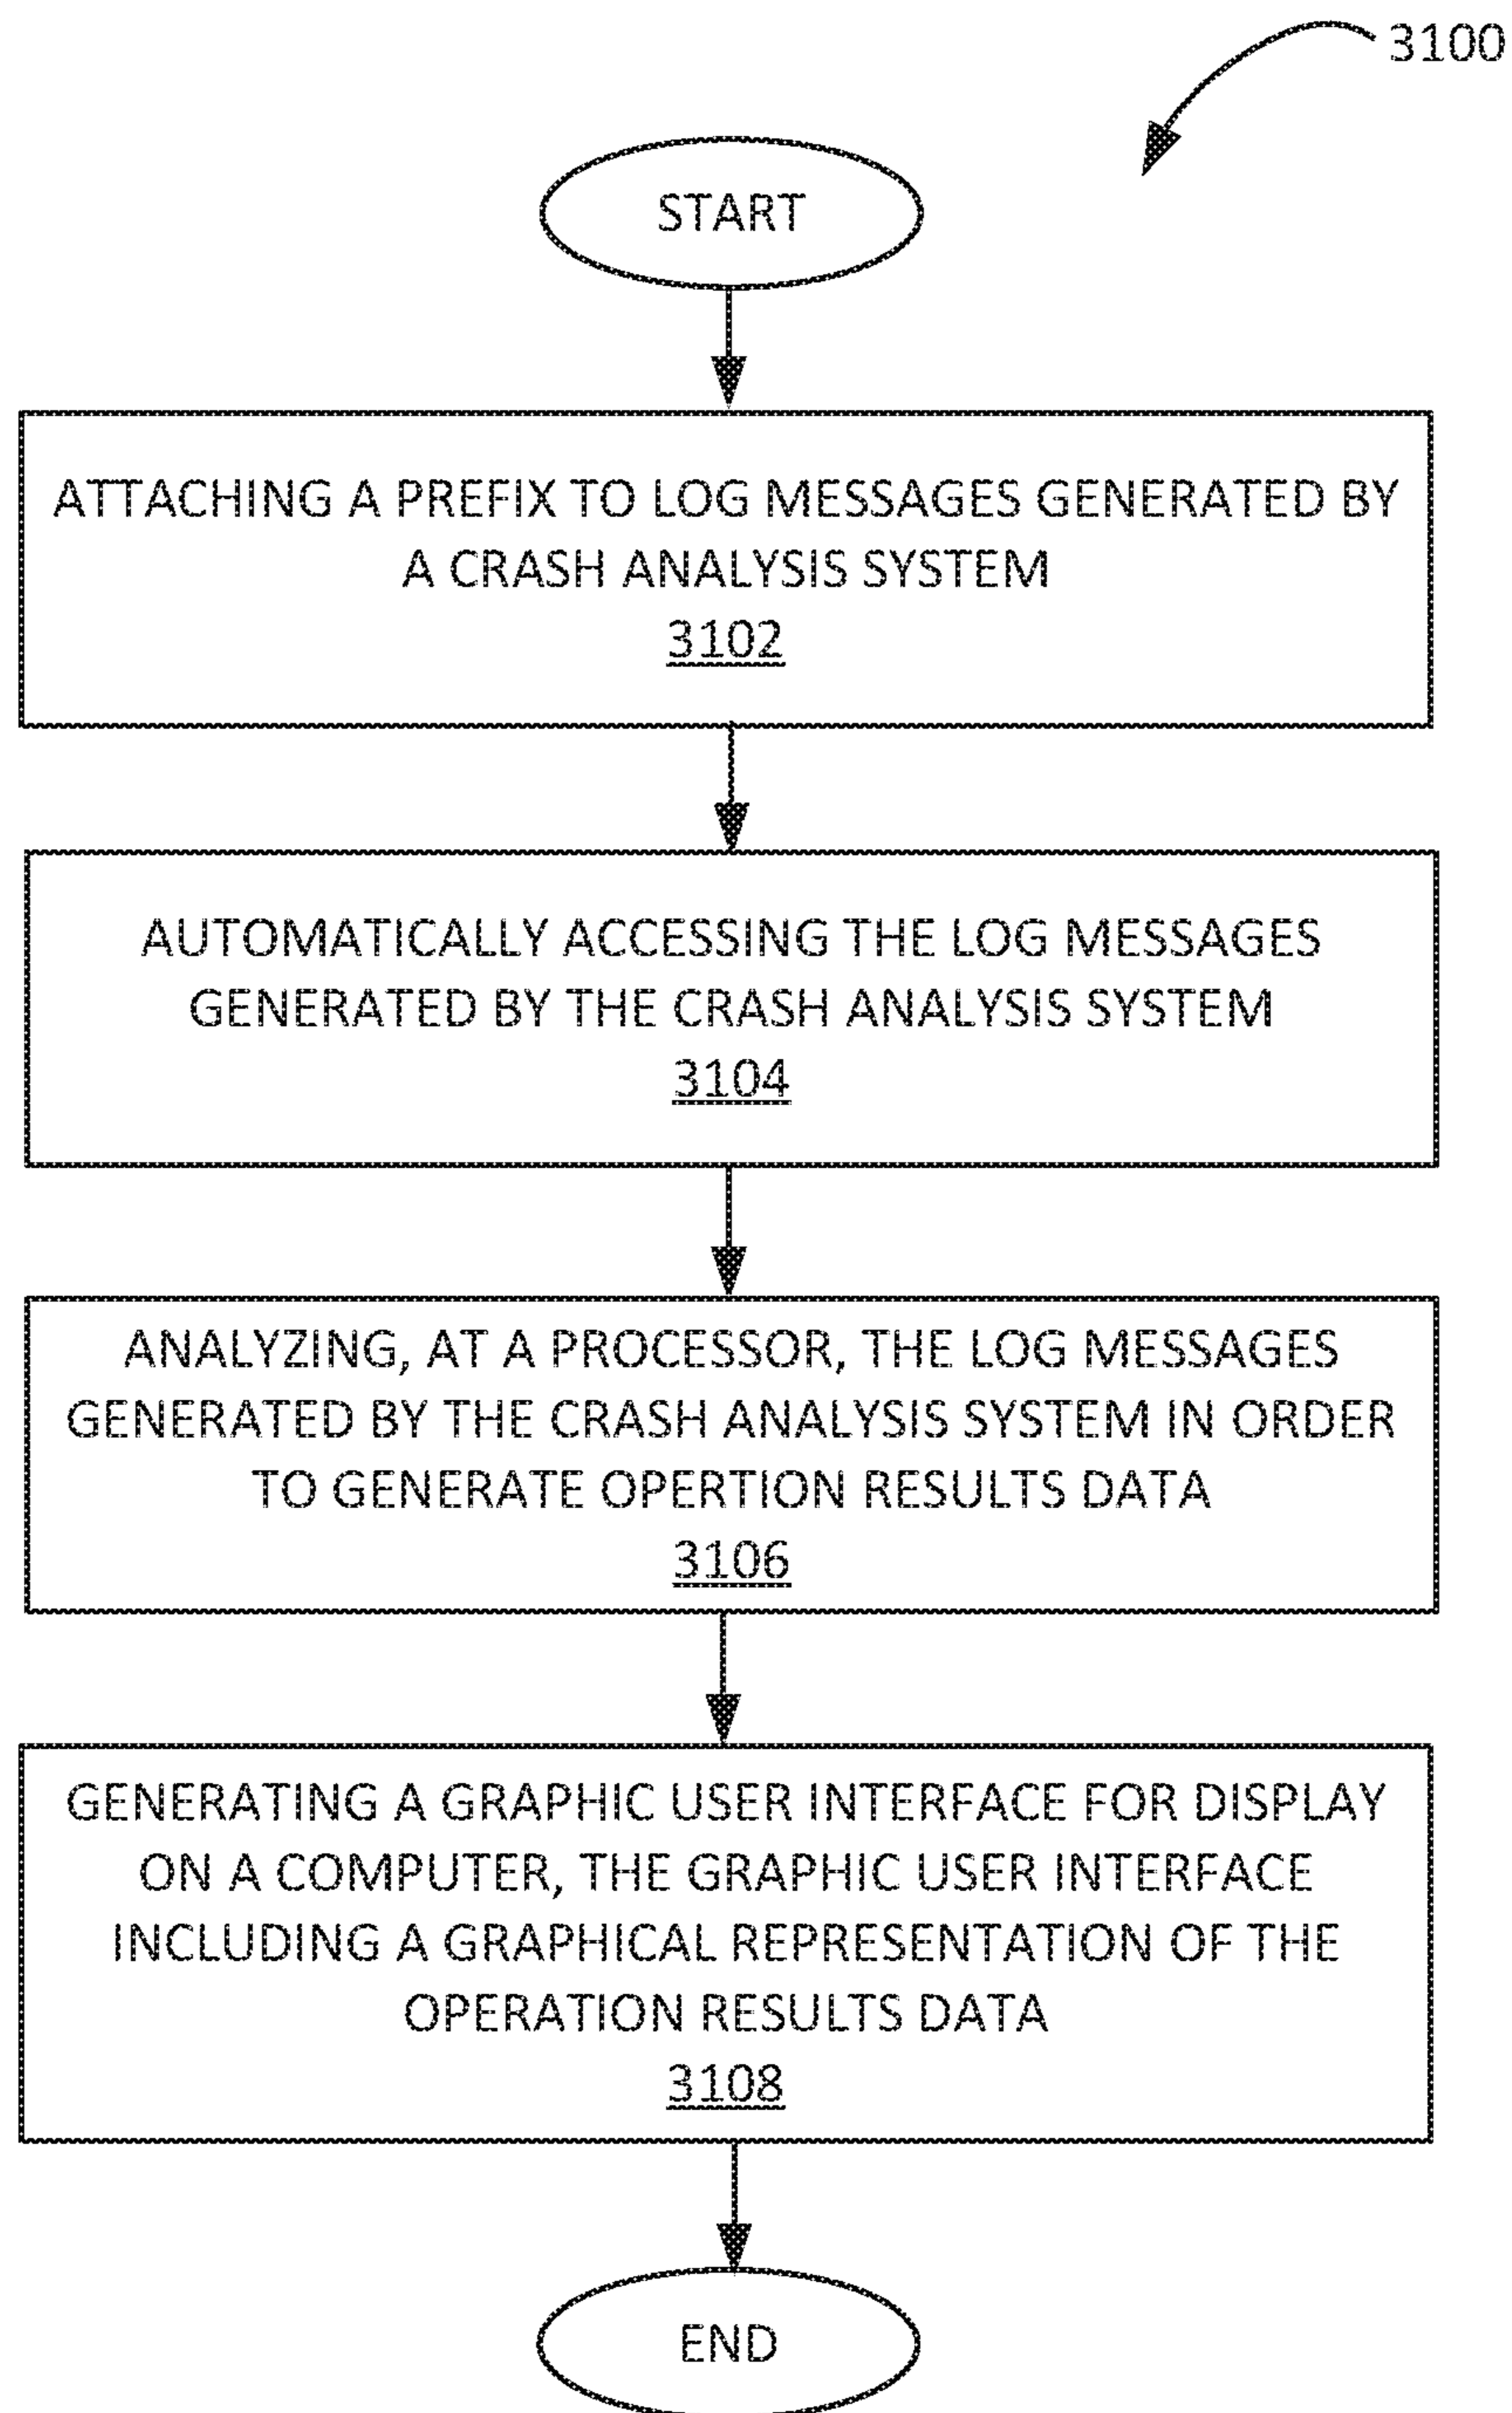 3100
START
ATTACHING A PREFIX TO LOG MESSAGES GENERATED BY
A CRASH ANALYSIS SYSTEM
3102
AUTOMATICALLY ACCESSING THE LOG MESSAGES
GENERATED BY THE CRASH ANALYSIS SYSTEM
3104
ANALYZING, AT A PROCESSOR, THE LOG MESSAGES
GENERATED BY THE CRASH ANALYSIS SYSTEM IN ORDER
TO GENERATE OPERTION RESULTS DATA
3106
GENERATING A GRAPHIC USER INTERFACE FOR DISPLAY
ON A COMPUTER, THE GRAPHIC USER INTERFACE
INCLUDING A GRAPHICAL REPRESENTATION OF THE
OPERATION RESULTS DATA
3108
END